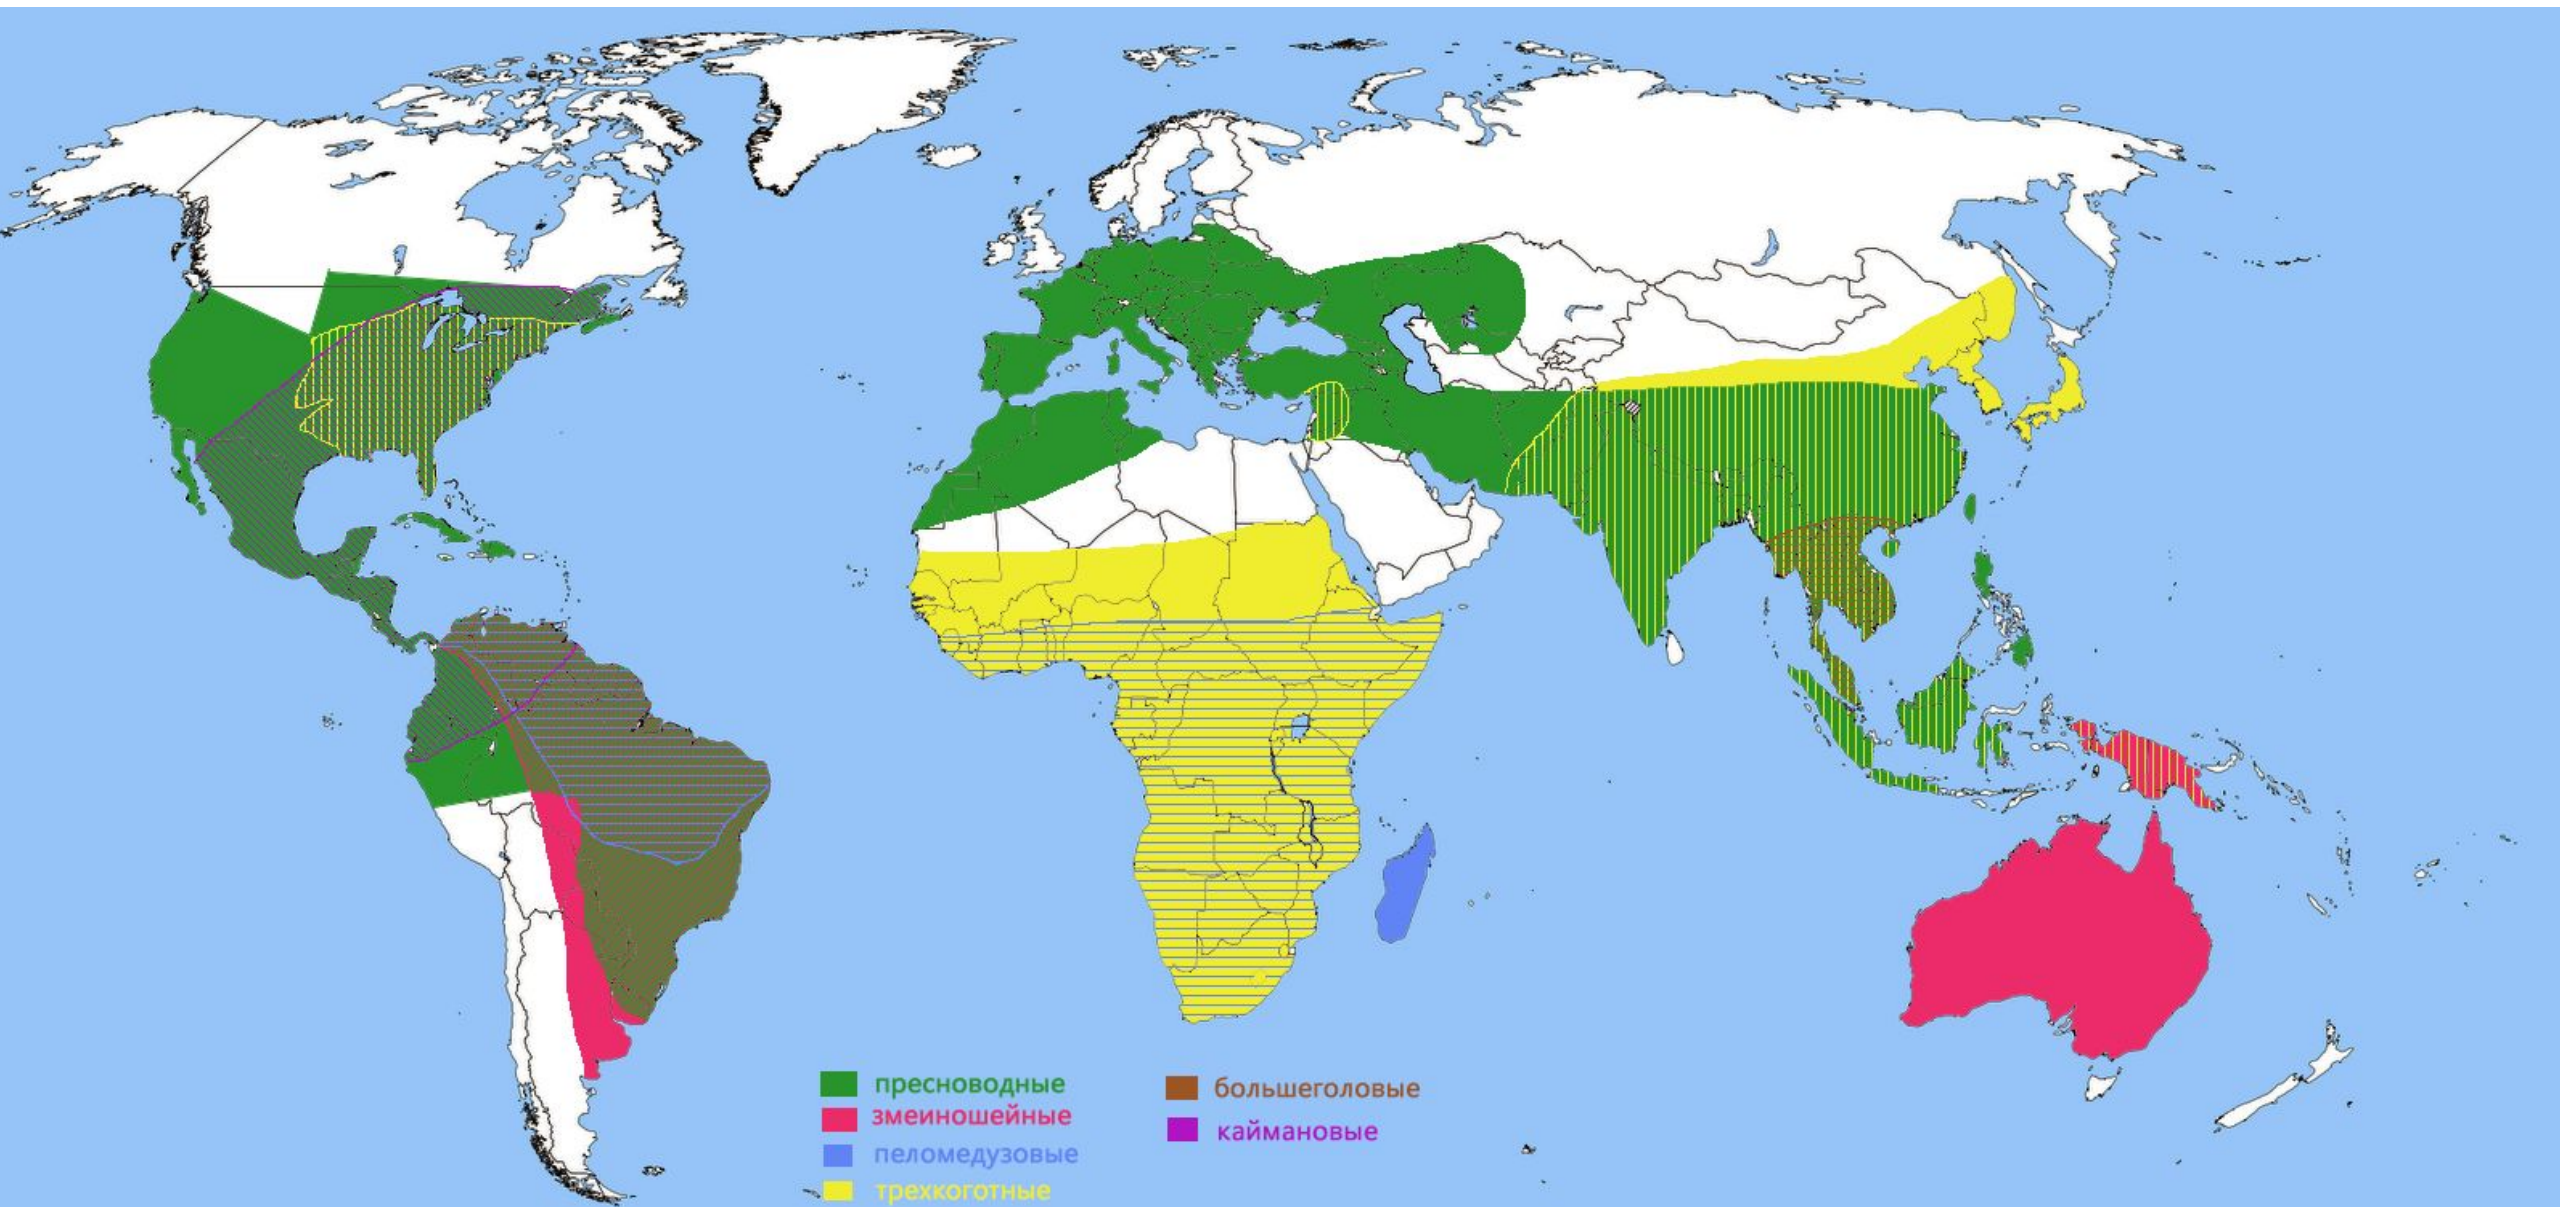 пресноводные
змеиношейные
пеломедузовые
трехкоготные
большеголовые
каймановые